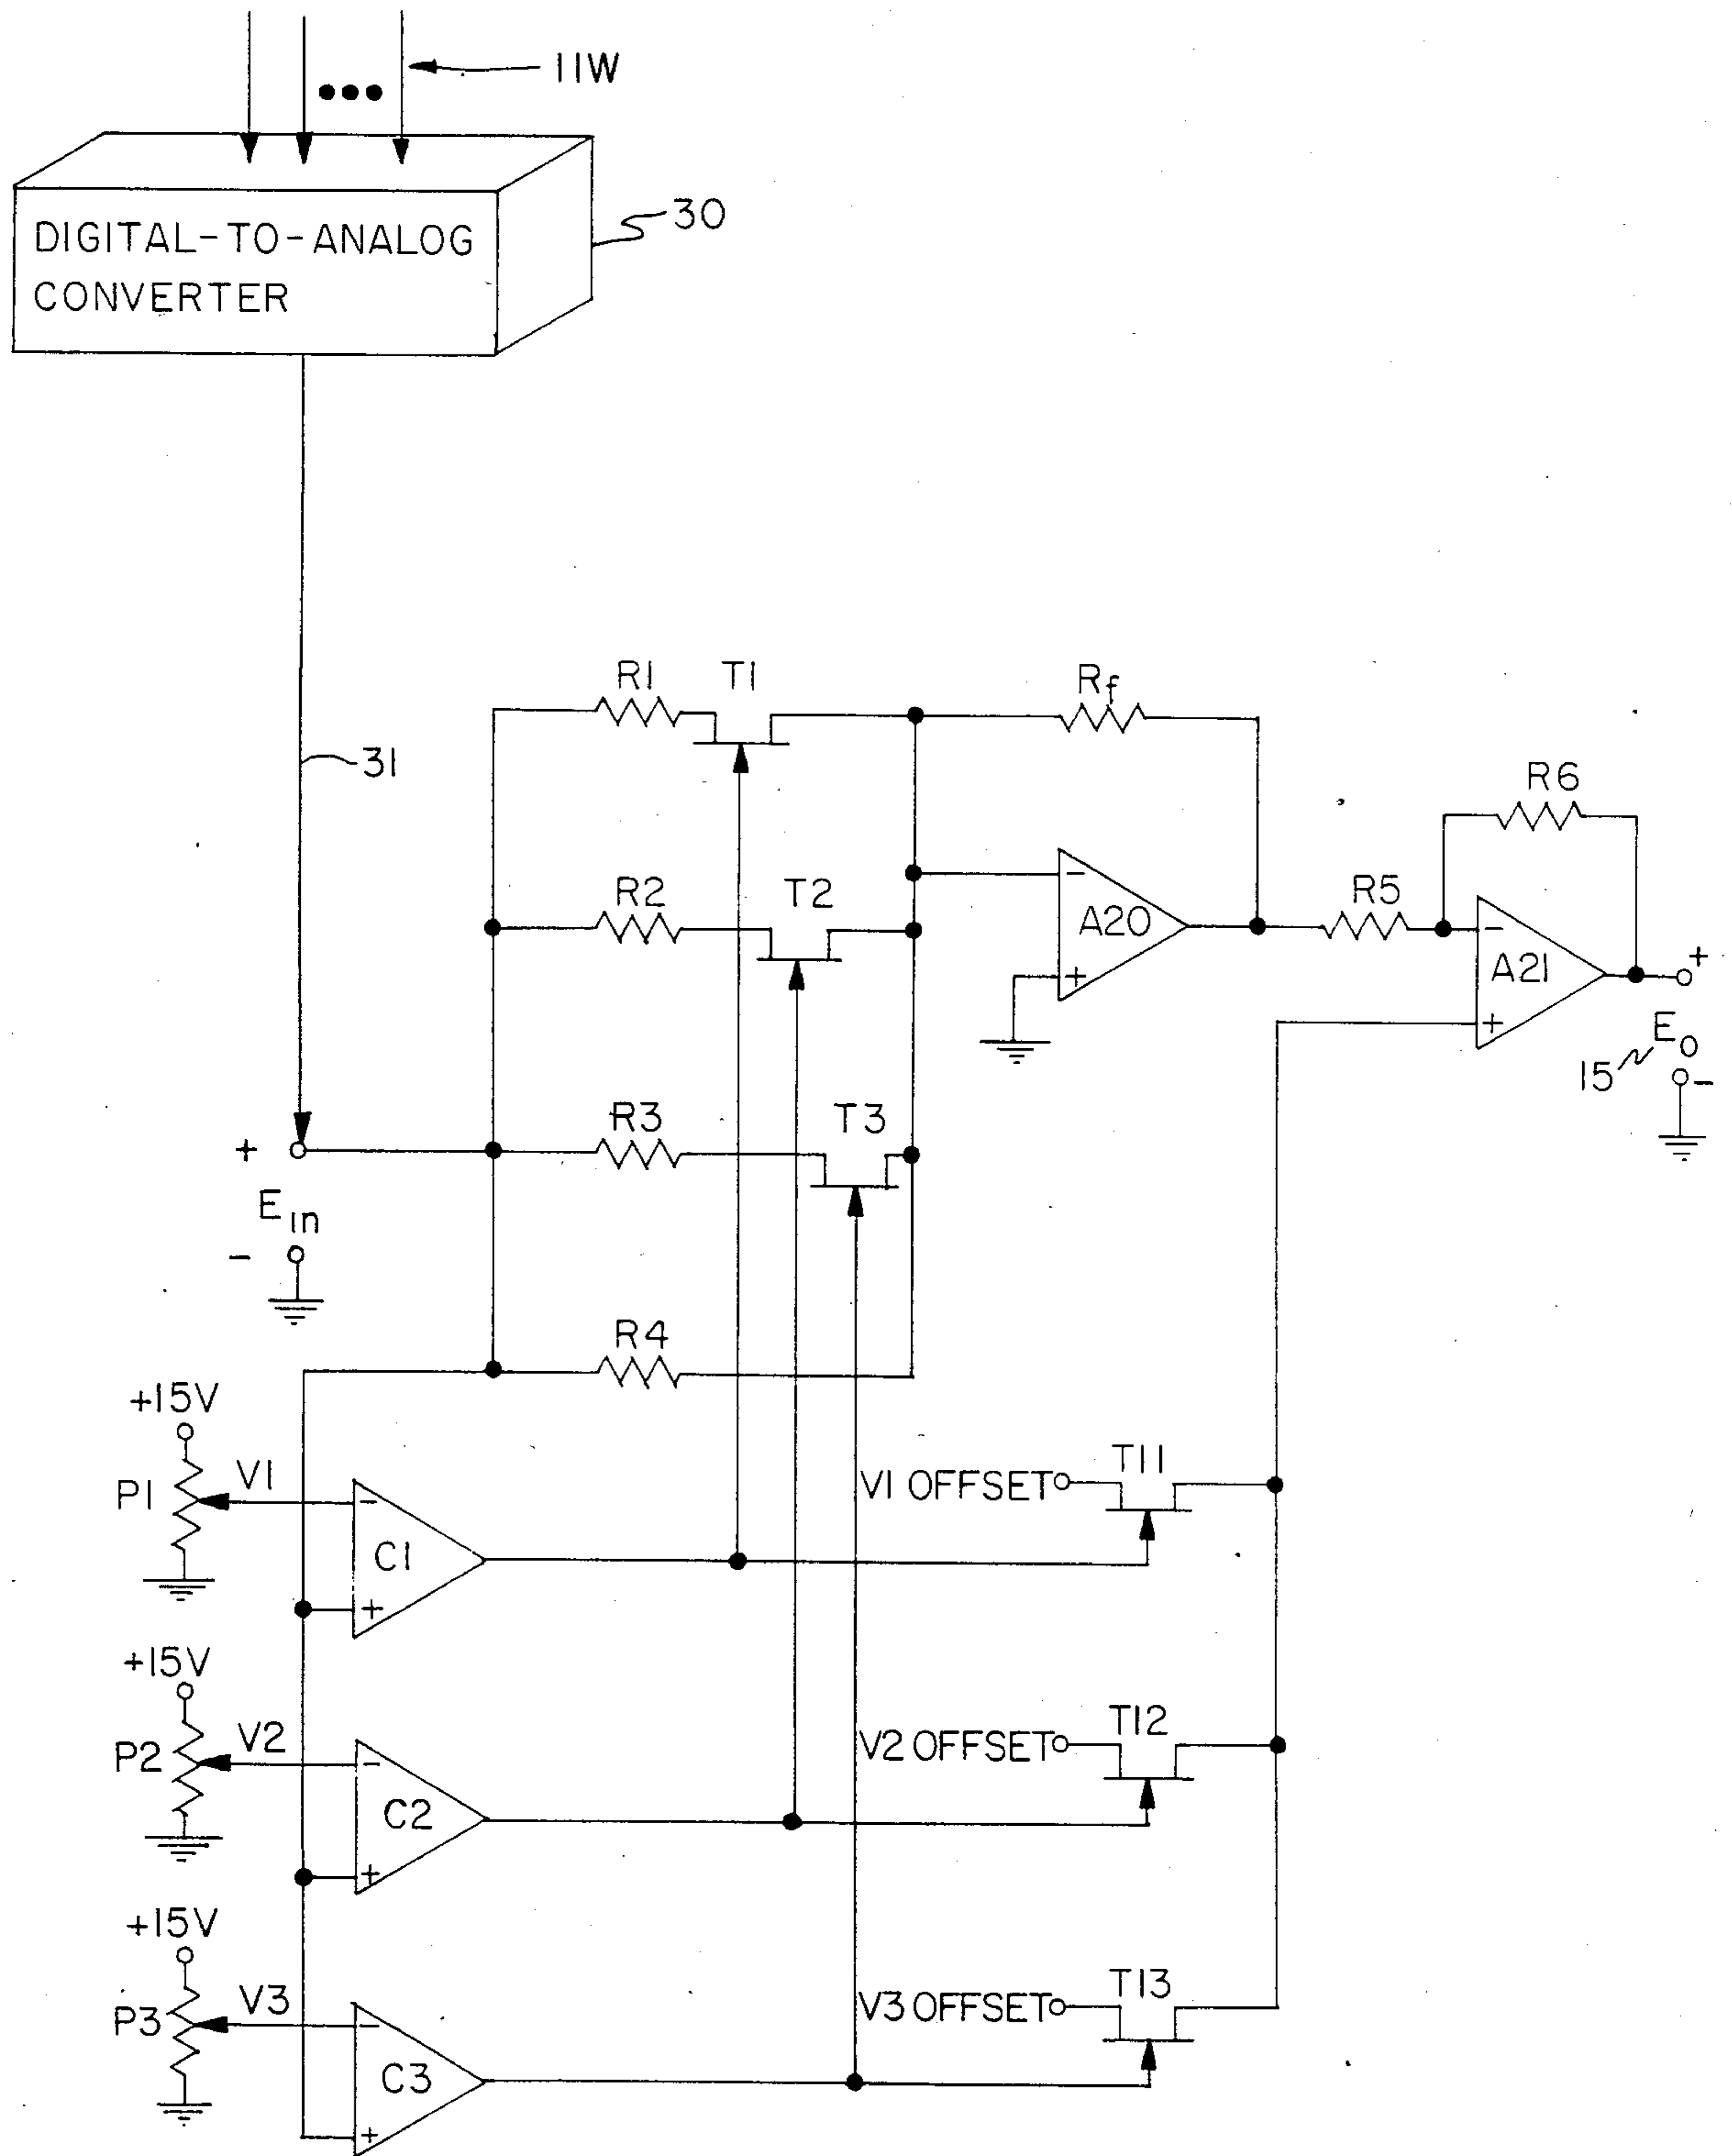 11W
DIGITAL-TO-ANALOG
CONVERTER
30
31
R1
T1
Rf
R6
R2
T2
-
A20
+
R5
-
A21
+
+
Eo
15
-
R3
T3
+
Ein
-
R4
+15V
P1
V1
-
C1
+
V1 OFFSET
T11
+15V
P2
V2
-
C2
+
V2 OFFSET
T12
+15V
P3
V3
-
C3
+
V3 OFFSET
T13